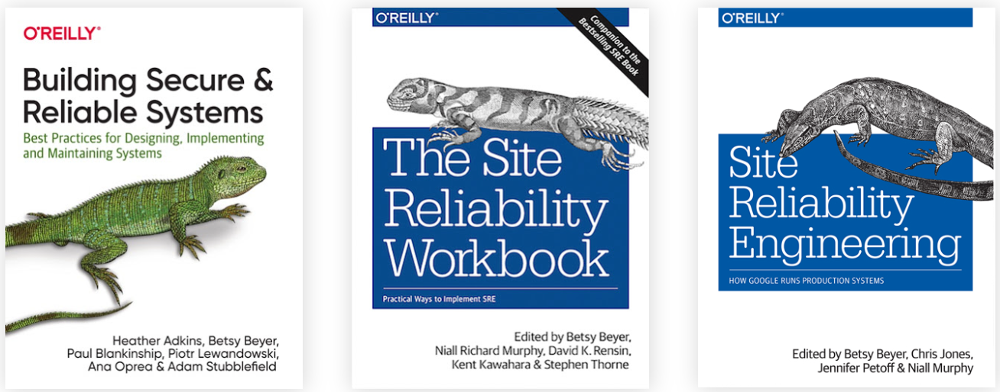 O'REILLY®
Building Secure &
Reliable Systems
Best Practices for Designing, Implementing
and Maintaining Systems
Heather Adkins, Betsy Beyer,
Paul Blankinship, Piotr Lewandowski,
Ana Oprea & Adam Stubblefield
O'REILLY®
Companion to the
Bestselling SRE Book
The Site
Reliability
Workbook
Practical Ways to Implement SRE
Edited by Betsy Beyer,
Niall Richard Murphy, David K. Rensin,
Kent Kawahara & Stephen Thorne
O'REILLY®
Site
Reliability
Engineering
HOW GOOGLE RUNS PRODUCTION SYSTEMS
Edited by Betsy Beyer, Chris Jones,
Jennifer Petoff & Niall Murphy